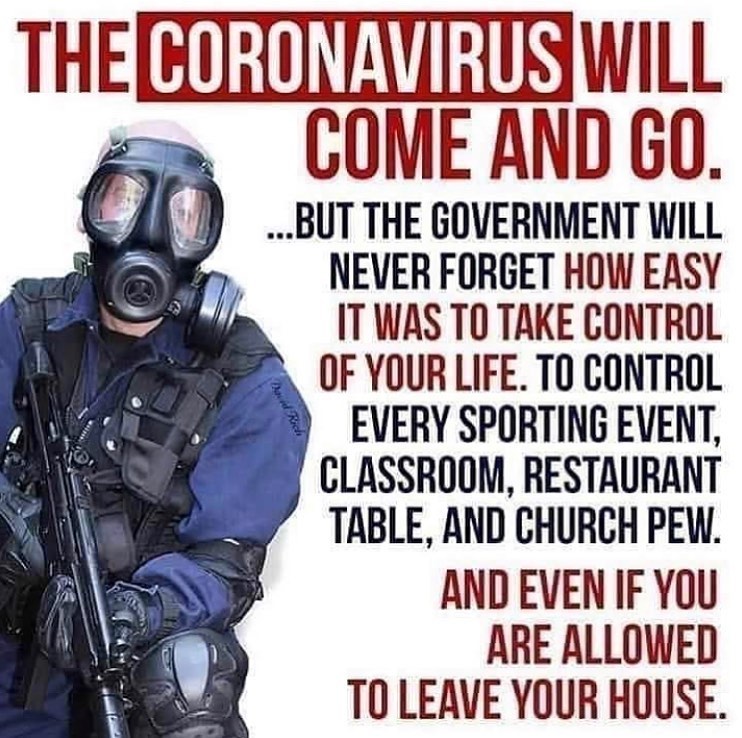 THE CORONAVIRUS WILL
COME AND GO.
...BUT THE GOVERNMENT WILL
NEVER FORGET HOW EASY
IT WAS TO TAKE CONTROL
OF YOUR LIFE. TO CONTROL
EVERY SPORTING EVENT,
CLASSROOM, RESTAURANT
TABLE, AND CHURCH PEW.
AND EVEN IF YOU
ARE ALLOWED
TO LEAVE YOUR HOUSE.
David Rich